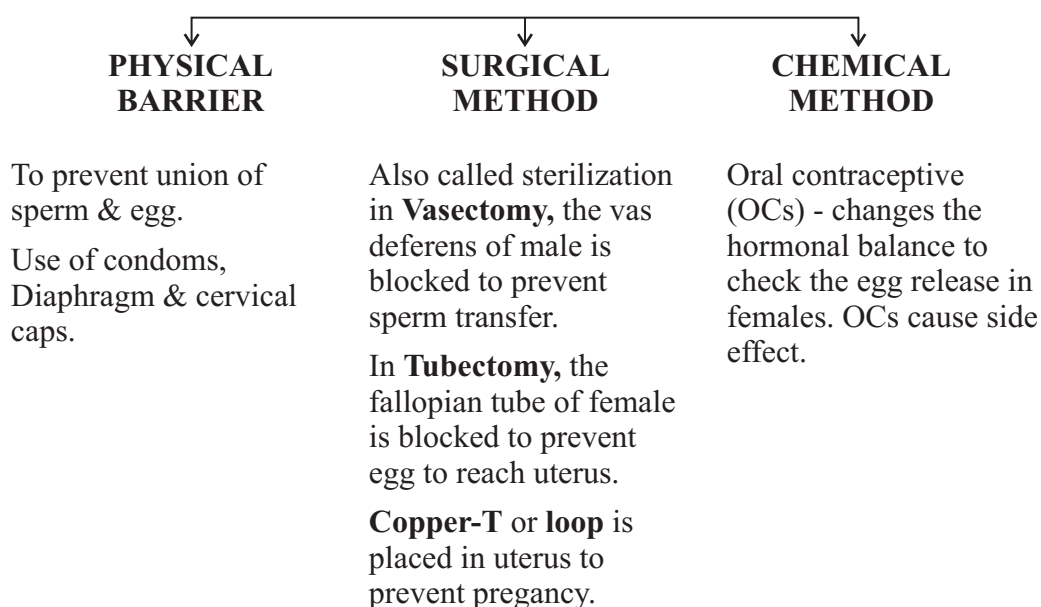 PHYSICAL
BARRIER
To prevent union of
sperm & egg.
Use of condoms,
Diaphragm & cervical
caps.
SURGICAL
METHOD
Also called sterilization
in Vasectomy, the vas
deferens of male is
blocked to prevent
sperm transfer.
In Tubectomy, the
fallopian tube of female
is blocked to prevent
egg to reach uterus.
Copper-T or loop is
placed in uterus to
prevent pregancy.
CHEMICAL
METHOD
Oral contraceptive
(OCs) - changes the
hormonal balance to
check the egg release in
females. OCs cause side
effect.